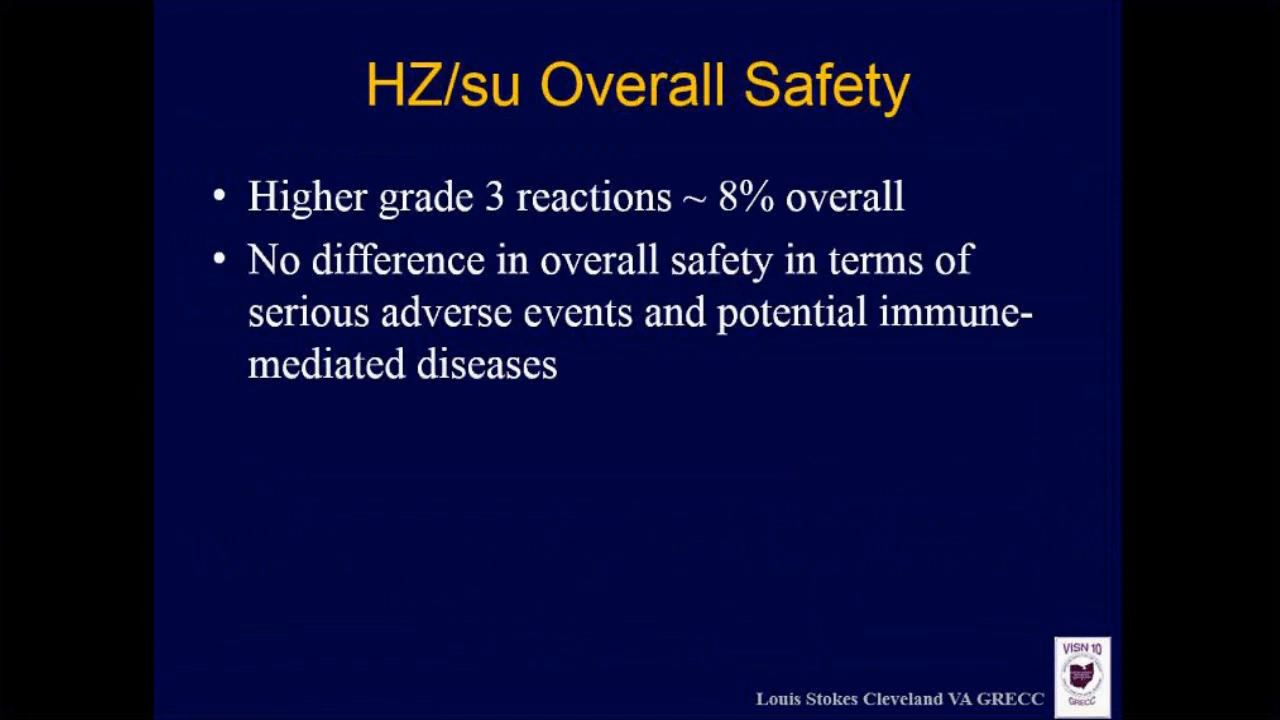 HZ/su Overall Safety
• Higher grade 3 reactions ~ 8% overall
• No difference in overall safety in terms of
serious adverse events and potential immune-
mediated diseases
VISN 10
GRECC
Louis Stokes Cleveland VA GRECC